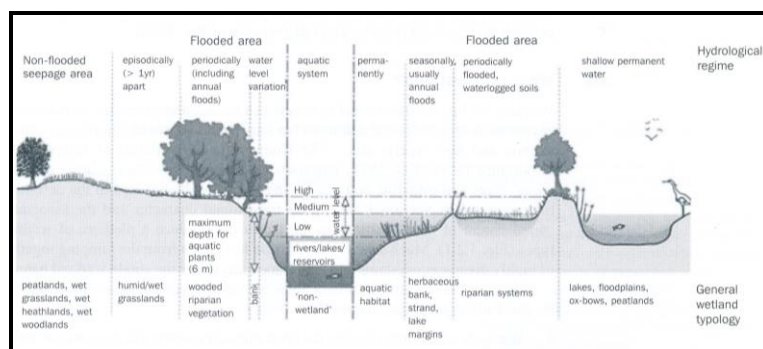 Flooded area
Flooded area
Non-flooded
seepage area
episodically
(> 1yr)
apart
periodically
(including
annual
floods)
water
level
variation
aquatic
system
perma-
nently
seasonally,
usually
annual
floods
periodically
flooded,
waterlogged soils
shallow permanent
water
Hydrological
regime
High
Medium
Low
water level
maximum
depth for
aquatic
plants
(6 m)
bank
rivers/lakes/
reservoirs
peatlands, wet
grasslands, wet
heathlands, wet
woodlands
humid/wet
grasslands
wooded
riparian
vegetation
'non-
wetland'
aquatic
habitat
herbaceous
bank,
strand,
lake
margins
riparian systems
lakes, floodplains,
ox-bows, peatlands
General
wetland
typology